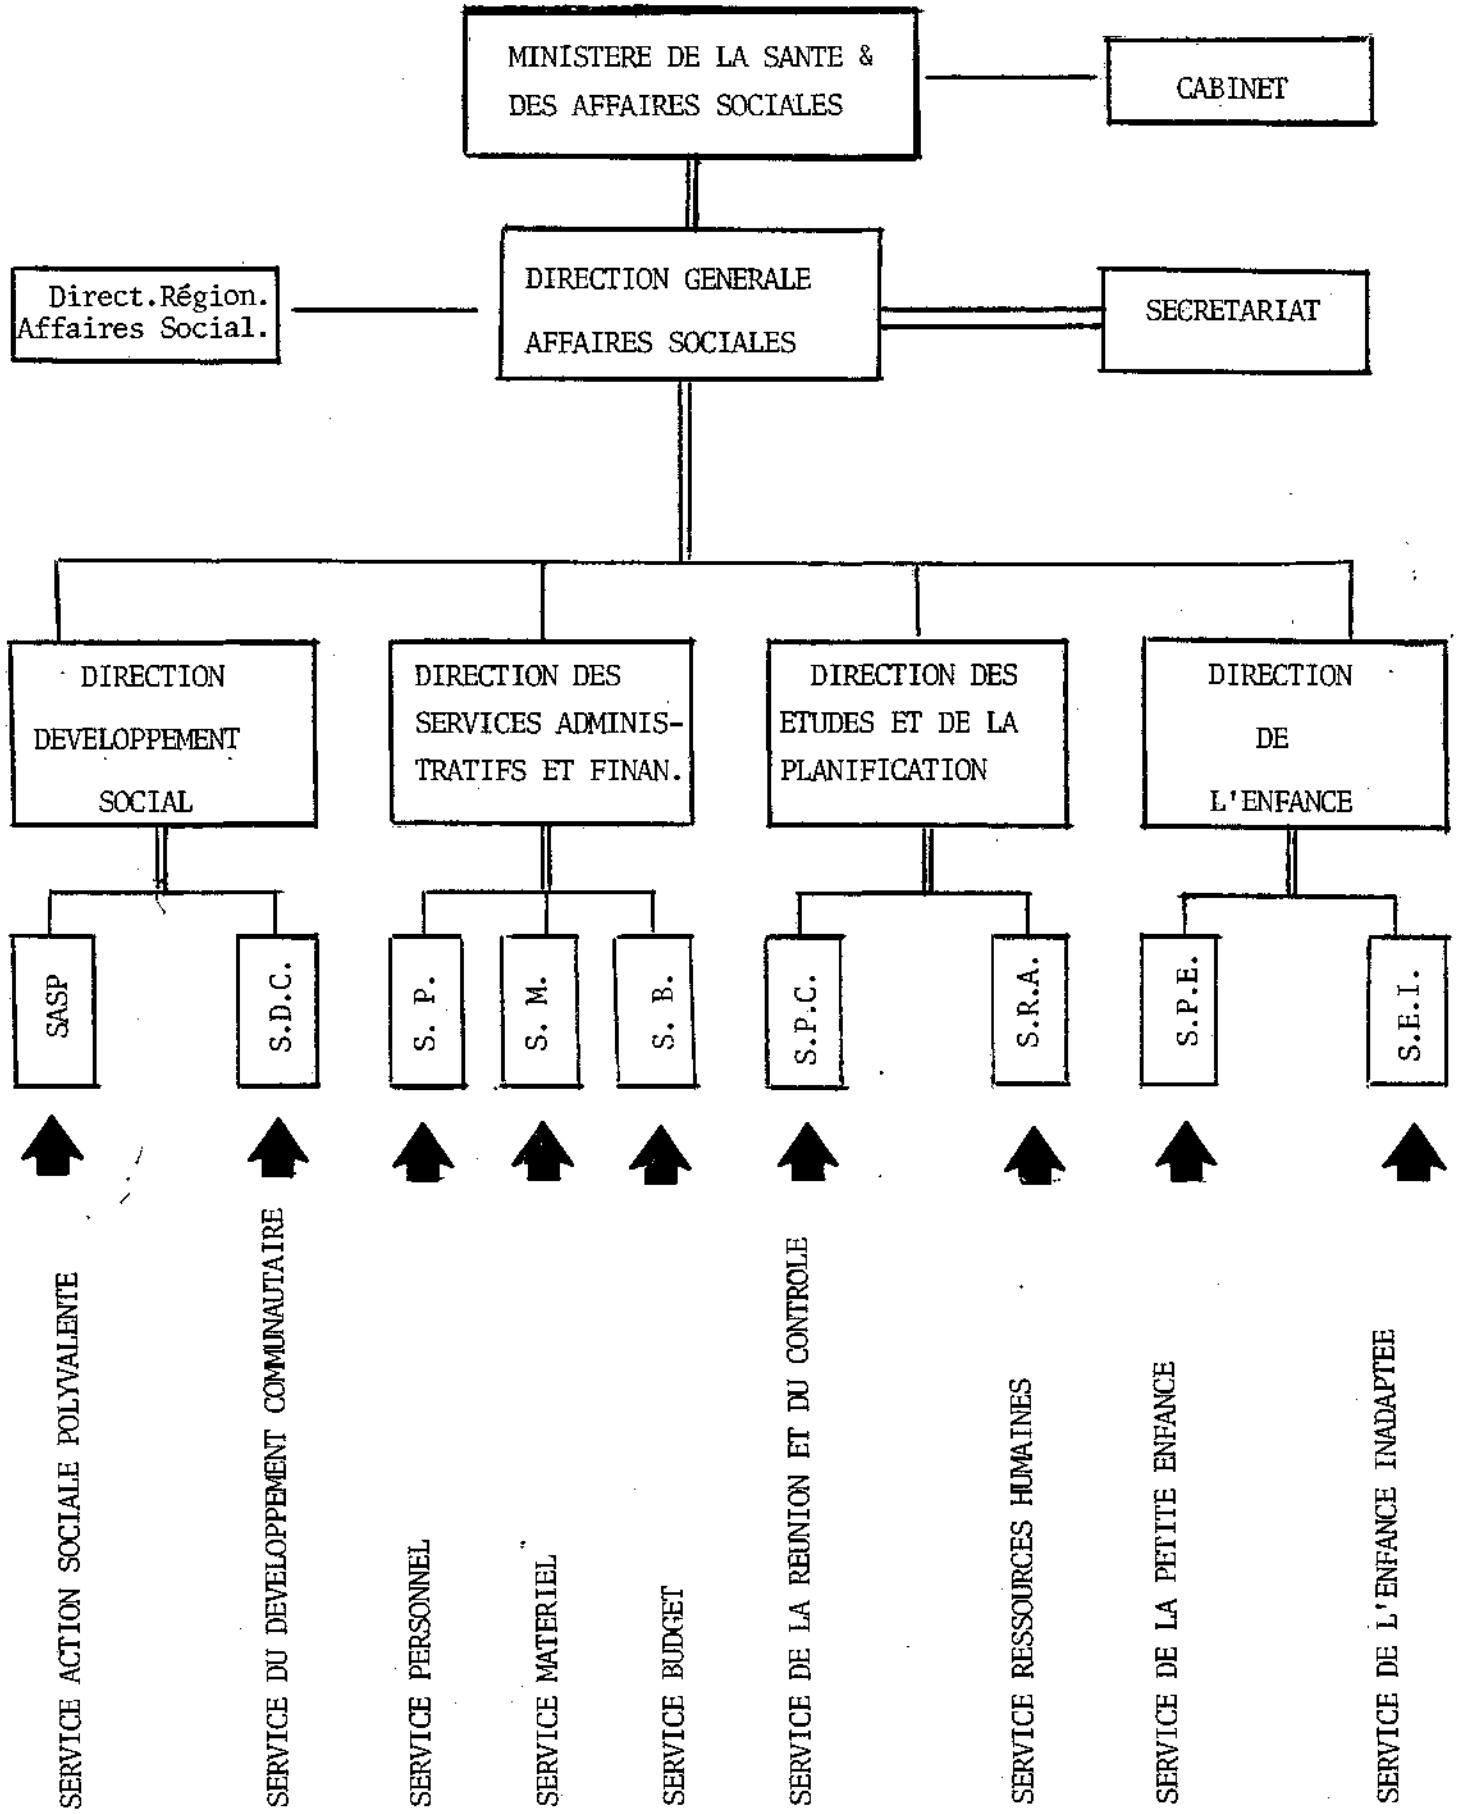 MINISTERE DE LA SANTE &
DES AFFAIRES SOCIALES
CABINET
Direct.Région.
Affaires Social.
DIRECTION GENERALE
AFFAIRES SOCIALES
SECRETARIAT
DIRECTION
DEVELOPPEMENT
SOCIAL
DIRECTION DES
SERVICES ADMINIS-
TRATIFS ET FINAN.
DIRECTION DES
ETUDES ET DE LA
PLANIFICATION
DIRECTION
DE
L'ENFANCE
SASP
S.D.C.
S. P.
S. M.
S. B.
S.P.C.
S.R.A.
S.P.E.
S.E.I.
SERVICE ACTION SOCIALE POLYVALENTE
SERVICE DU DEVELOPPEMENT COMMUNAUTAIRE
SERVICE PERSONNEL
SERVICE MATERIEL
SERVICE BUDGET
SERVICE DE LA REUNION ET DU CONTROLE
SERVICE RESSOURCES HUMAINES
SERVICE DE LA PETITE ENFANCE
SERVICE DE L'ENFANCE INADAPTEE